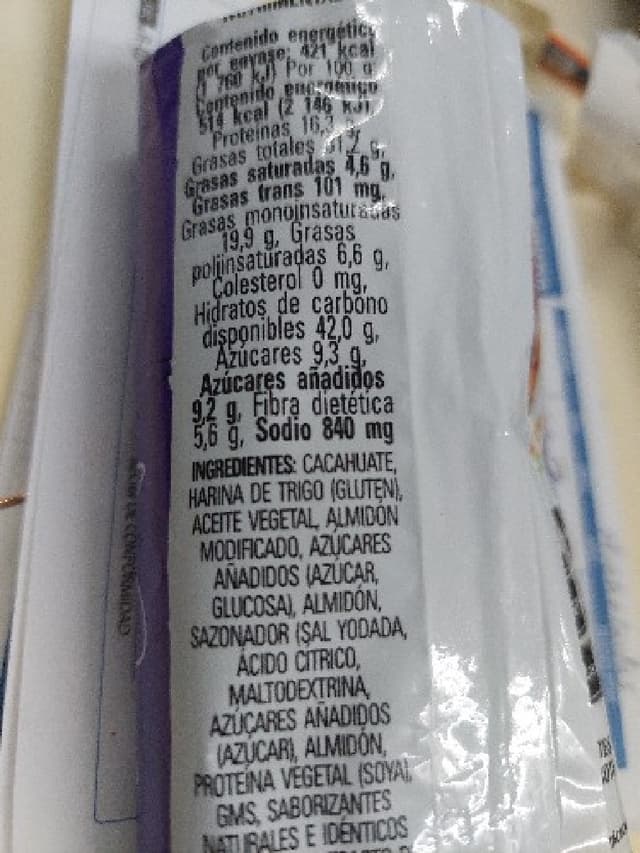 Contenido energético
por envase: 421 kcal
(1 760 kJ) Por 100 g
Contenido energético
514 kcal (2 146 kJ)
Proteínas 16,3 g,
Grasas totales 31,2 g,
Grasas saturadas 4,6 g,
Grasas trans 101 mg,
Grasas monoinsaturadas
19,9 g, Grasas
poliinsaturadas 6,6 g,
Colesterol 0 mg,
Hidratos de carbono
disponibles 42,0 g,
Azúcares 9,3 g,
Azúcares añadidos
9,2 g, Fibra dietética
5,6 g, Sodio 840 mg
INGREDIENTES: CACAHUATE,
HARINA DE TRIGO (GLUTEN),
ACEITE VEGETAL, ALMIDÓN
MODIFICADO, AZÚCARES
AÑADIDOS (AZÚCAR,
GLUCOSA), ALMIDÓN,
SAZONADOR (SAL YODADA,
ÁCIDO CÍTRICO,
MALTODEXTRINA,
AZÚCARES AÑADIDOS
(AZÚCAR), ALMIDÓN,
PROTEÍNA VEGETAL (SOYA),
GMS, SABORIZANTES
NATURALES E IDÉNTICOS
DE CONFORMIDAD